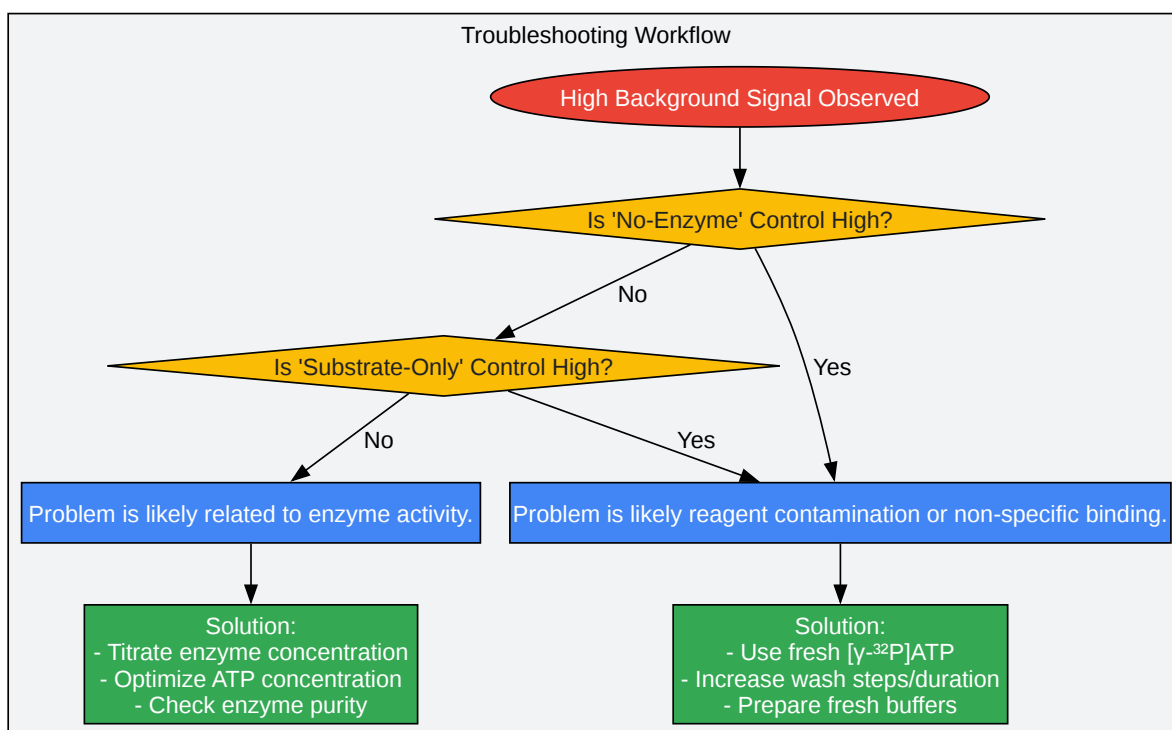 Troubleshooting Workflow
High Background Signal Observed
Is 'No-Enzyme' Control High?
No
Is 'Substrate-Only' Control High?
Yes
No
Yes
Problem is likely related to enzyme activity.
Problem is likely reagent contamination or non-specific binding.
Solution:
- Titrate enzyme concentration
- Optimize ATP concentration
- Check enzyme purity
Solution:
- Use fresh [γ-³²P]ATP
- Increase wash steps/duration
- Prepare fresh buffers